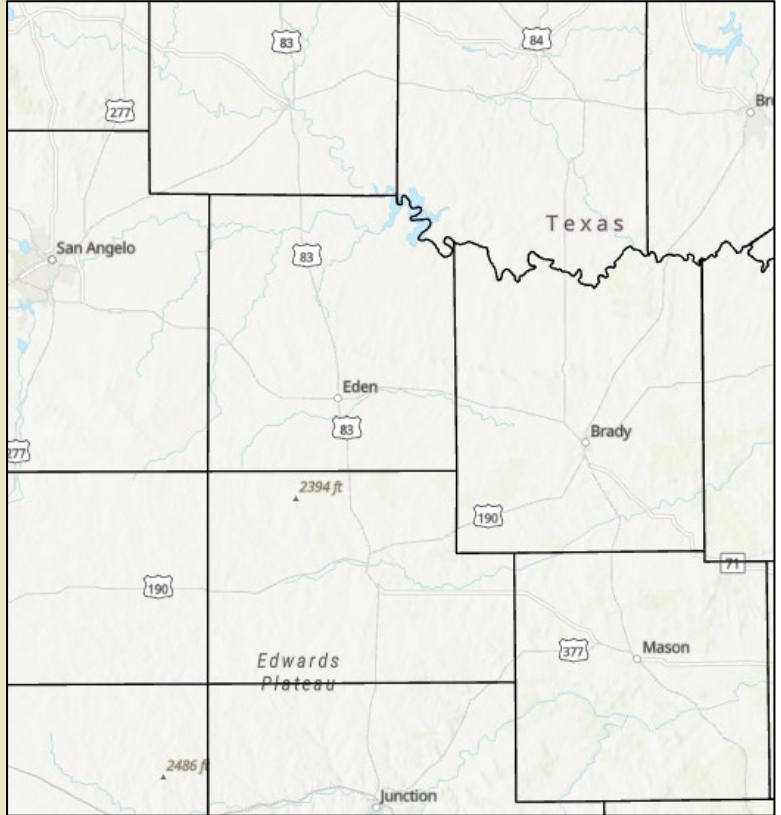 83
84
277
Bn
Texas
San Angelo
83
Eden
83
Brady
277
2394 ft
190
71
190
377
Mason
Edwards
Plateau
2486 ft
Junction